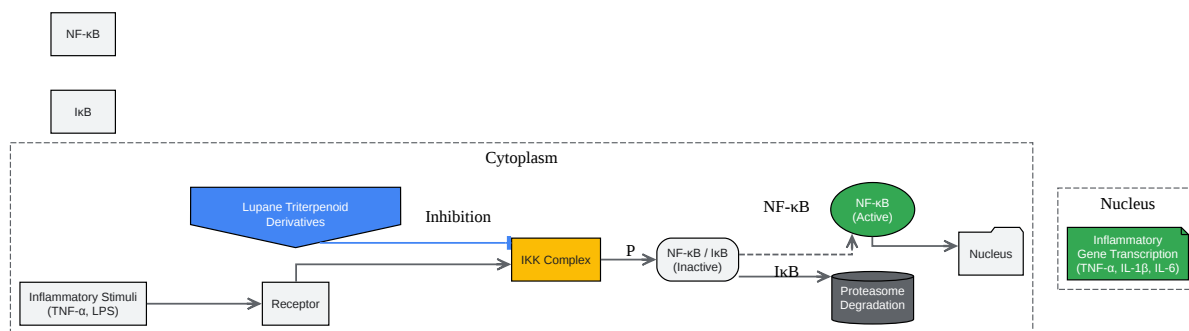 NF-κB
IκB
Cytoplasm
Lupane Triterpenoid
Derivatives
Inhibition
IKK Complex
P
NF-κB / IκB
(Inactive)
NF-κB
NF-κB
(Active)
IκB
Proteasome
Degradation
Nucleus
Inflammatory Stimuli
(TNF-α, LPS)
Receptor
Nucleus
Inflammatory
Gene Transcription
(TNF-α, IL-1β, IL-6)